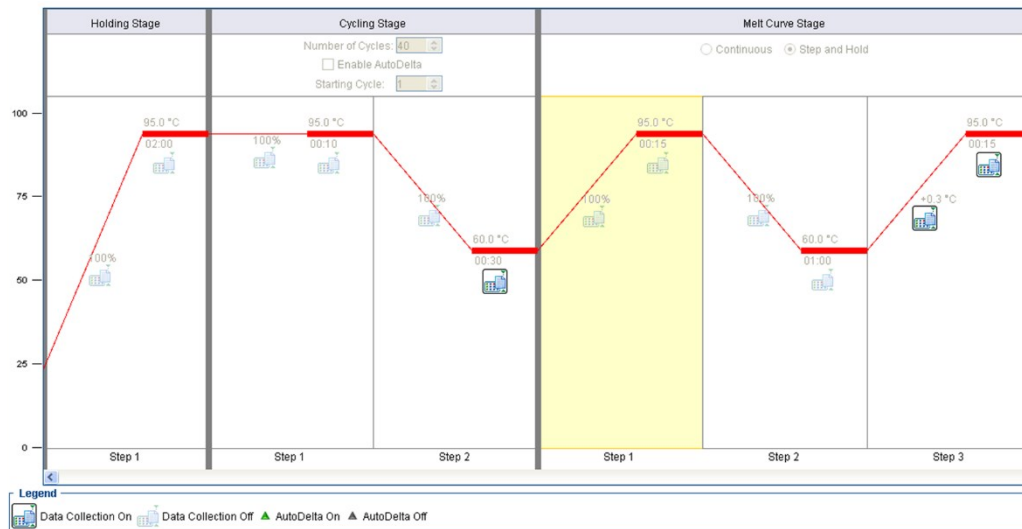 Holding Stage
Cycling Stage
Melt Curve Stage
Number of Cycles: 40
Enable AutoDelta
Starting Cycle: 1
Continuous Step and Hold
100
75
50
25
0
95.0 °C
02:00
100%
100%
95.0 °C
00:10
100%
60.0 °C
00:30
100%
95.0 °C
00:15
100%
60.0 °C
01:00
+0.3 °C
95.0 °C
00:15
Step 1
Step 1
Step 2
Step 1
Step 2
Step 3
Legend
Data Collection On Data Collection Off AutoDelta On AutoDelta Off